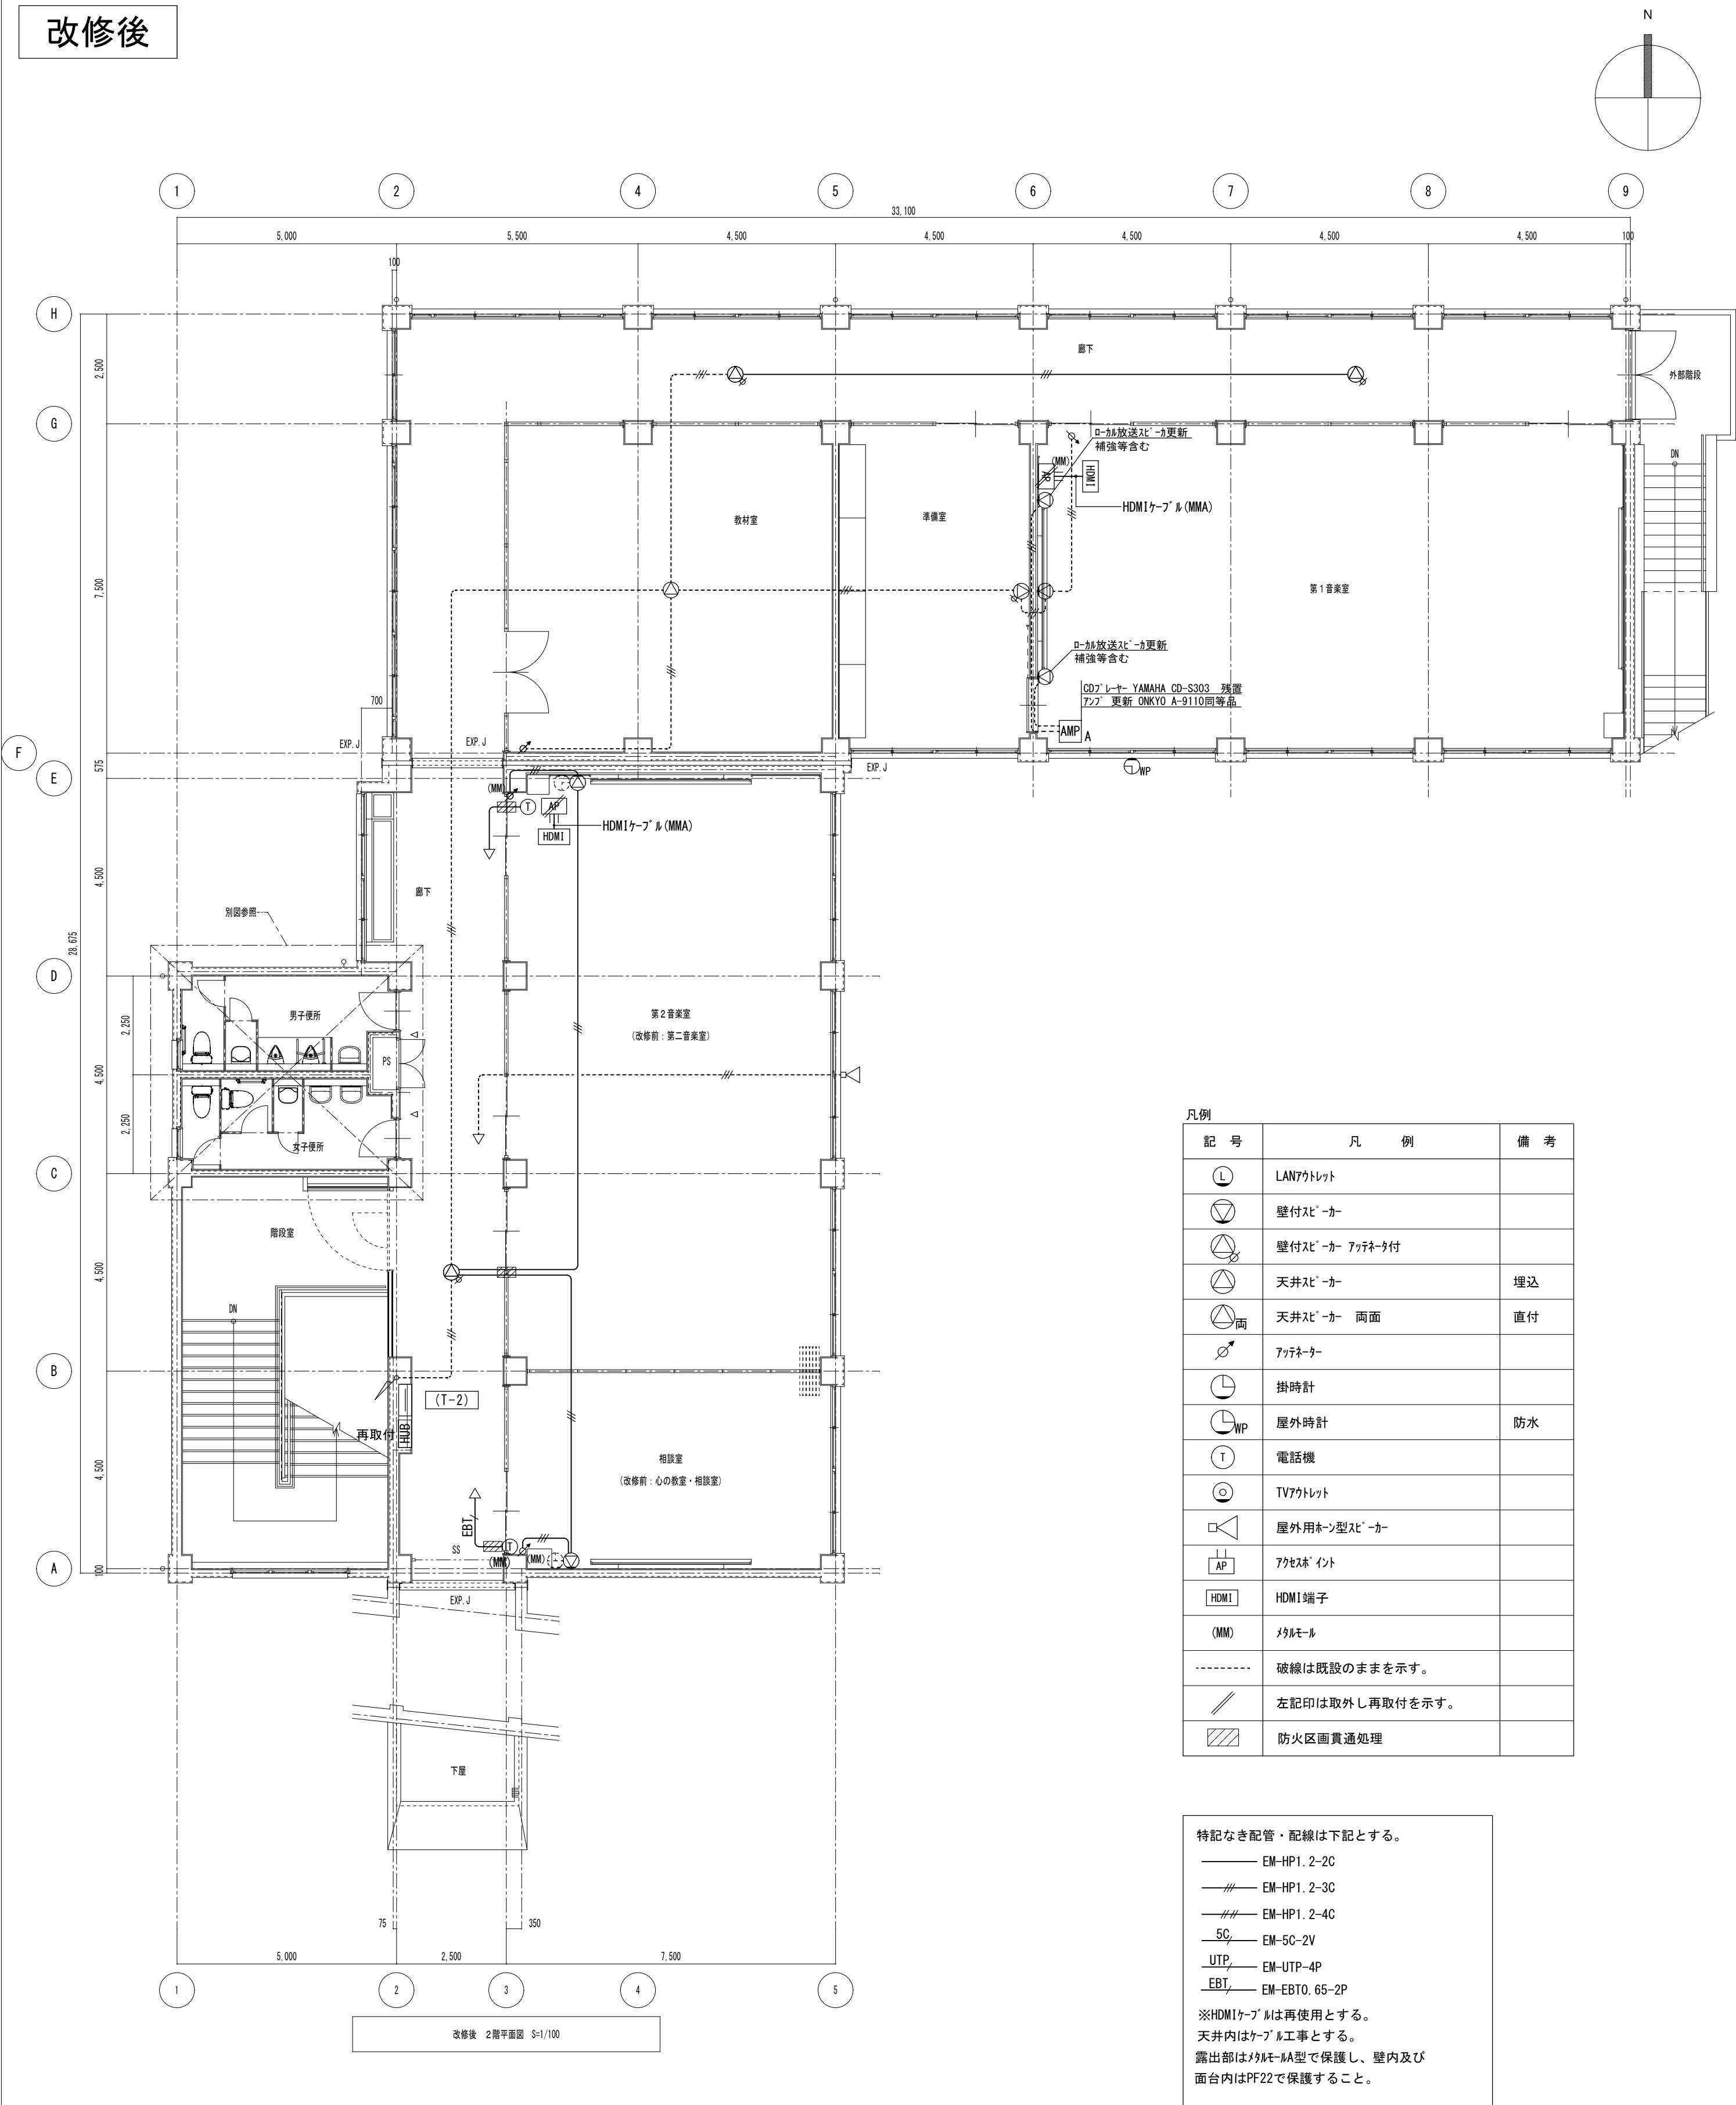 改修後
N
1
2
4
5
6
7
8
9
33,100
5,000
5,500
4,500
4,500
4,500
4,500
4,500
100
100
H
廊下
2,500
外部階段
G
ﾛｰｶﾙ放送ｽﾋﾟｰｶ更新
補強等含む
DN
(MM)
AP
HDMI
HDMIｹｰﾌﾞﾙ(MMA)
教材室
準備室
7,500
第１音楽室
ﾛｰｶﾙ放送ｽﾋﾟｰｶ更新
補強等含む
CDﾌﾟﾚｰﾔｰ YAMAHA CD-S303 残置
ｱﾝﾌﾟ 更新 ONKYO A-9110同等品
700
AMP
A
EXP.J
EXP.J
F
575
EXP.J
WP
E
(MM)
T
AP
HDMI
HDMIｹｰﾌﾞﾙ(MMA)
4,500
廊下
別図参照
28,675
D
男子便所
第２音楽室
(改修前：第二音楽室)
2,250
PS
4,500
2,250
女子便所
C
階段室
4,500
DN
B
(T-2)
再取付
HUB
4,500
相談室
(改修前：心の教室・相談室)
EBT
SS
T
(MM)
(MM)
A
100
EXP.J
下屋
75
350
5,000
2,500
7,500
1
2
3
4
5
改修後　２階平面図　S=1/100
凡例
記　号
凡　　例
備　考
L
LANｱｳﾄﾚｯﾄ
壁付ｽﾋﾟｰｶｰ
壁付ｽﾋﾟｰｶｰ ｱｯﾃﾈｰﾀ付
天井ｽﾋﾟｰｶｰ
埋込
両
天井ｽﾋﾟｰｶｰ　両面
直付
ｱｯﾃﾈｰﾀｰ
掛時計
WP
屋外時計
防水
T
電話機
TVｱｳﾄﾚｯﾄ
屋外用ﾎｰﾝ型ｽﾋﾟｰｶｰ
AP
ｱｸｾｽﾎﾟｲﾝﾄ
HDMI
HDMI端子
(MM)
ﾒﾀﾙﾓｰﾙ
破線は既設のままを示す。
左記印は取外し再取付を示す。
防火区画貫通処理
特記なき配管・配線は下記とする。
EM-HP1.2-2C
EM-HP1.2-3C
EM-HP1.2-4C
5C
EM-5C-2V
UTP
EM-UTP-4P
EBT
EM-EBT0.65-2P
※HDMIｹｰﾌﾞﾙは再使用とする。
天井内はｹｰﾌﾞﾙ工事とする。
露出部はﾒﾀﾙﾓｰﾙA型で保護し、壁内及び
面台内はPF22で保護すること。